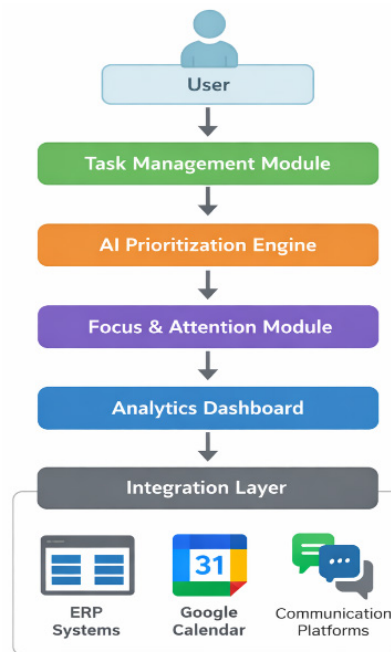 User
Task Management Module
AI Prioritization Engine
Focus & Attention Module
Analytics Dashboard
Integration Layer
31
ERP
Systems
Google
Calendar
Communication
Platforms